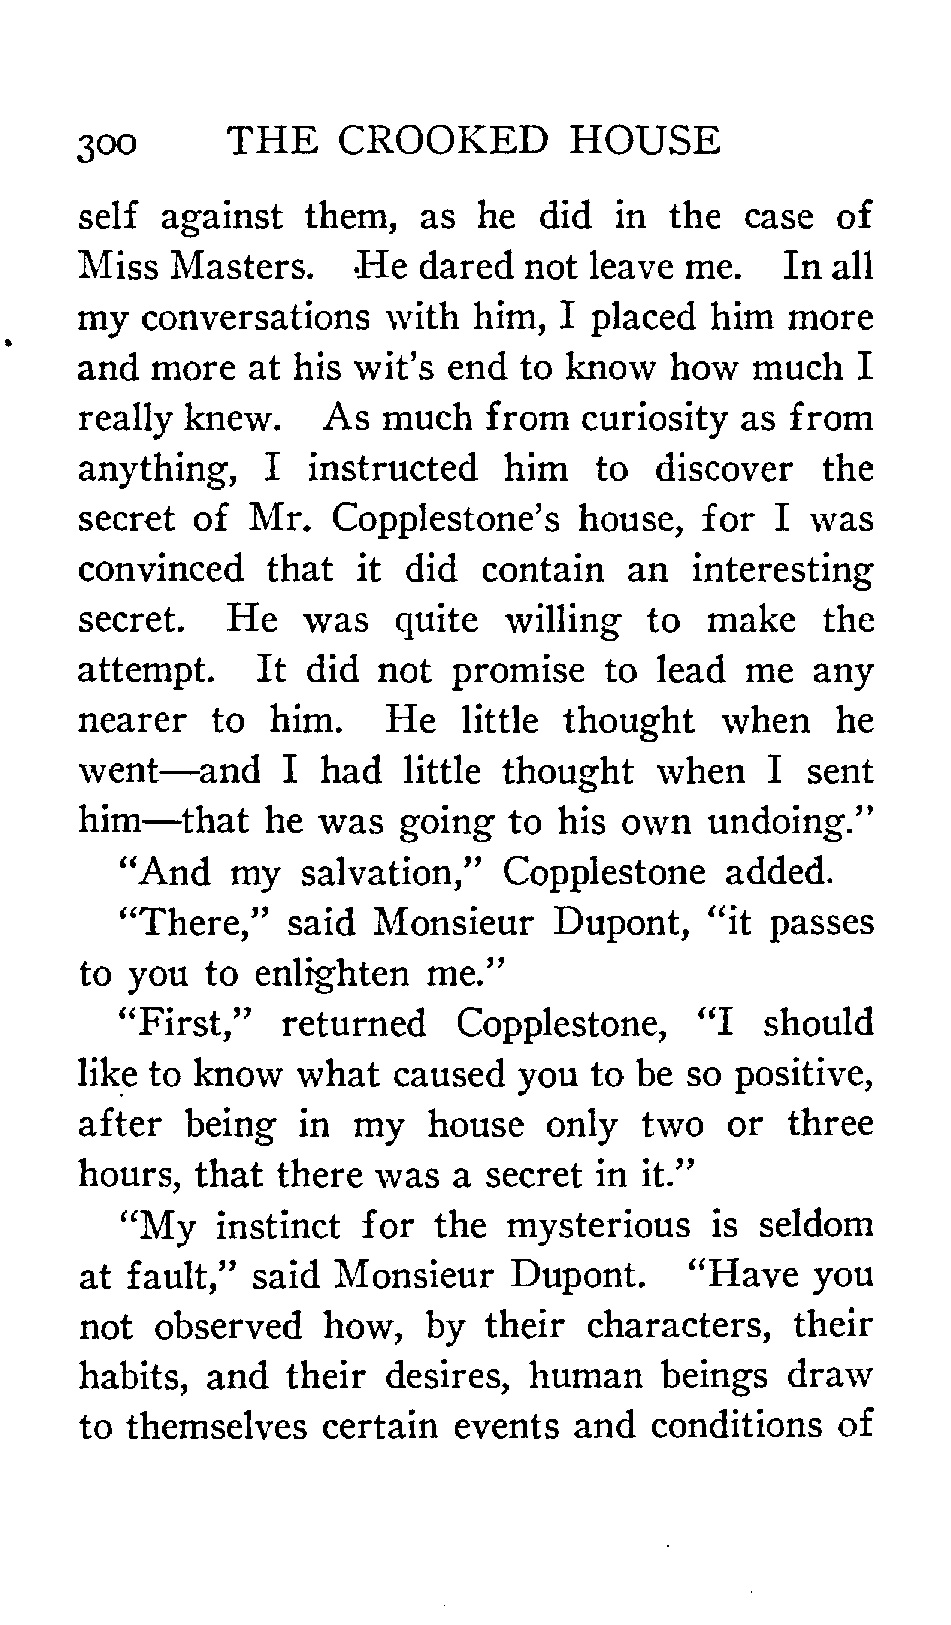 300 THE CROOKED HOUSE
self against them, as he did in the case of
Miss Masters. He dared not leave me. In all
my conversations with him, I placed him more
and more at his wit's end to know how much I
really knew. As much from curiosity as from
anything, I instructed him to discover the
secret of Mr. Copplestone's house, for I was
convinced that it did contain an interesting
secret. He was quite willing to make the
attempt. It did not promise to lead me any
nearer to him. He little thought when he
went—and I had little thought when I sent
him—that he was going to his own undoing."
"And my salvation," Copplestone added.
"There," said Monsieur Dupont, "it passes
to you to enlighten me."
"First," returned Copplestone, "I should
like to know what caused you to be so positive,
after being in my house only two or three
hours, that there was a secret in it."
"My instinct for the mysterious is seldom
at fault," said Monsieur Dupont. "Have you
not observed how, by their characters, their
habits, and their desires, human beings draw
to themselves certain events and conditions of